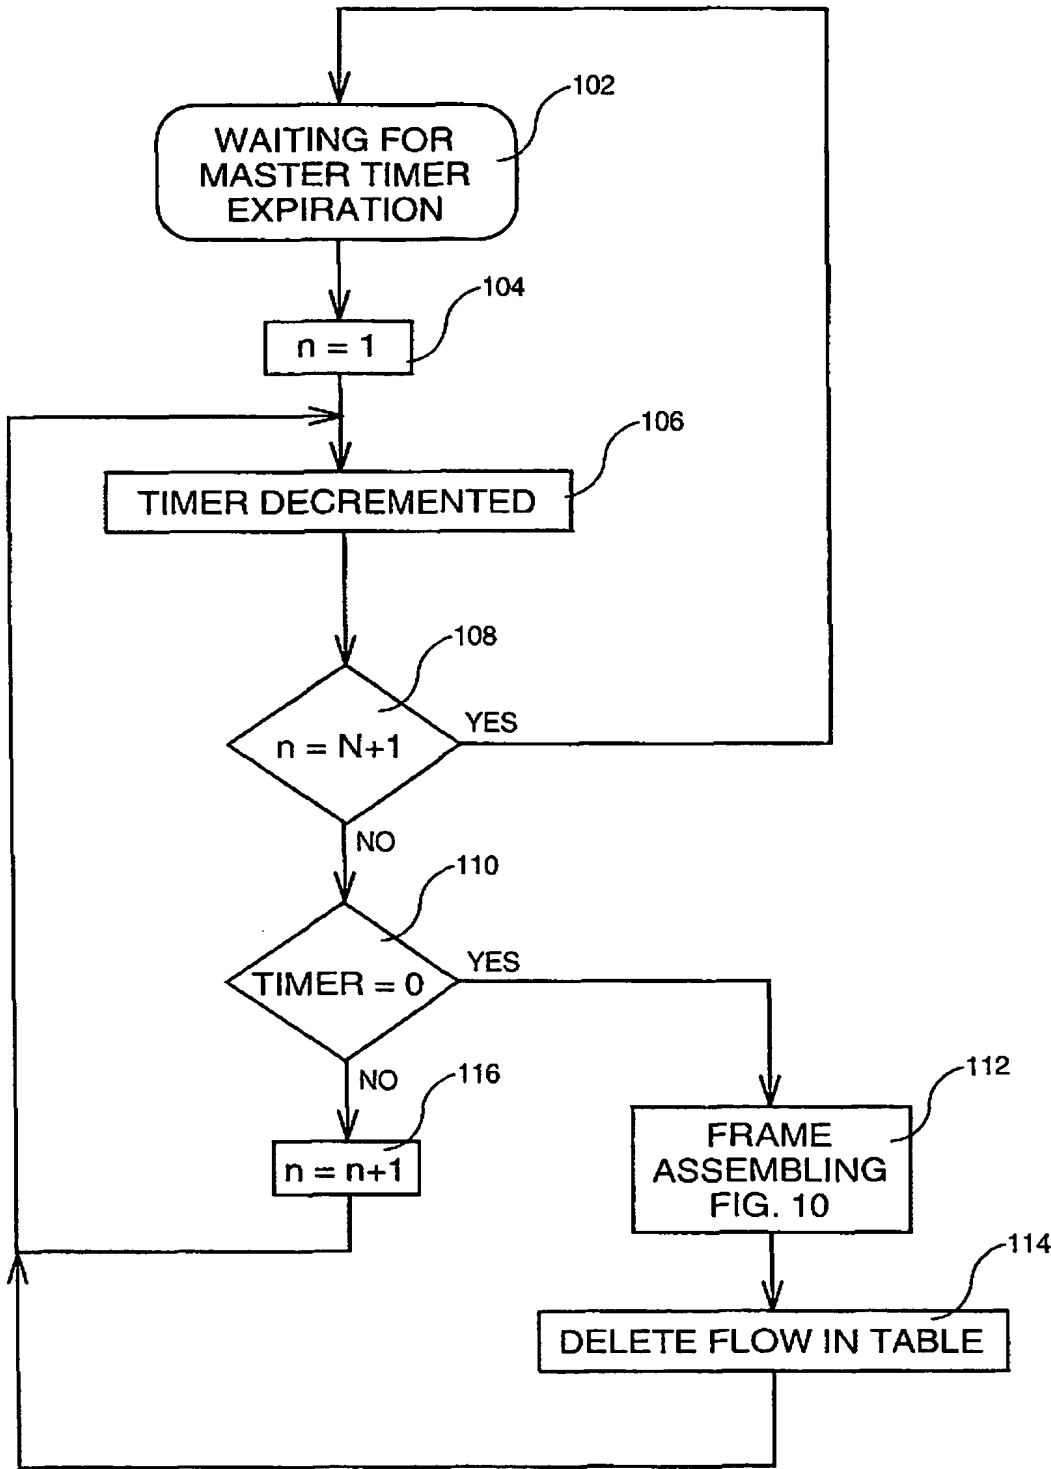 102
WAITING FOR
MASTER TIMER
EXPIRATION
104
n = 1
106
TIMER DECREMENTED
108
n = N+1
YES
NO
110
TIMER = 0
YES
NO
116
n = n+1
112
FRAME
ASSEMBLING
FIG. 10
114
DELETE FLOW IN TABLE